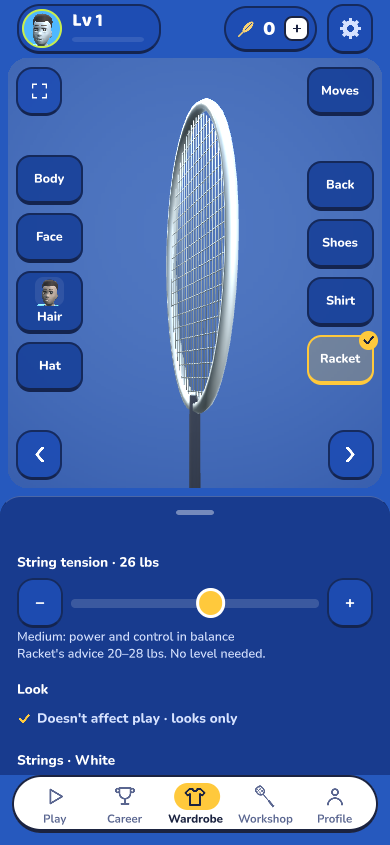 Lv 1
0
+
Moves
Body
Back
Face
Shoes
Hair
Shirt
Hat
Racket
String tension · 26 lbs
−
+
Medium: power and control in balance
Racket's advice 20–28 lbs. No level needed.
Look
Doesn't affect play · looks only
Strings · White
Play
Career
Wardrobe
Workshop
Profile